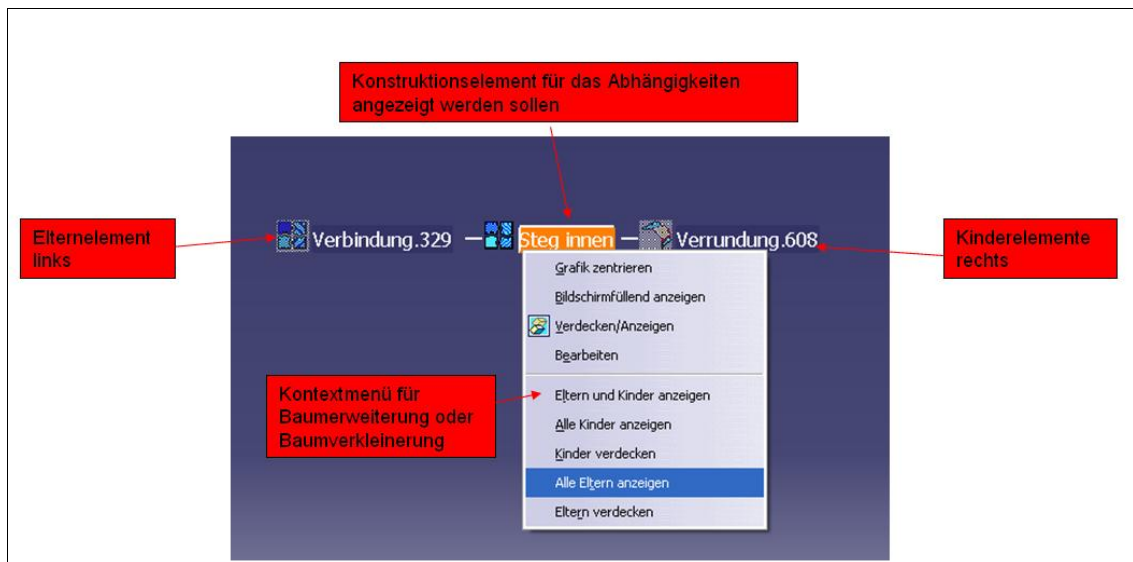 Konstruktionselement für das Abhängigkeiten
angezeigt werden sollen
Elternelement
links
Verbindung.329
Steg innen
Verrundung.608
Kinderelemente
rechts
Grafik zentrieren
Bildschirmfüllend anzeigen
Verdecken/Anzeigen
Bearbeiten
Kontextmenü für
Baumerweiterung oder
Baumverkleinerung
Eltern und Kinder anzeigen
Alle Kinder anzeigen
Kinder verdecken
Alle Eltern anzeigen
Eltern verdecken